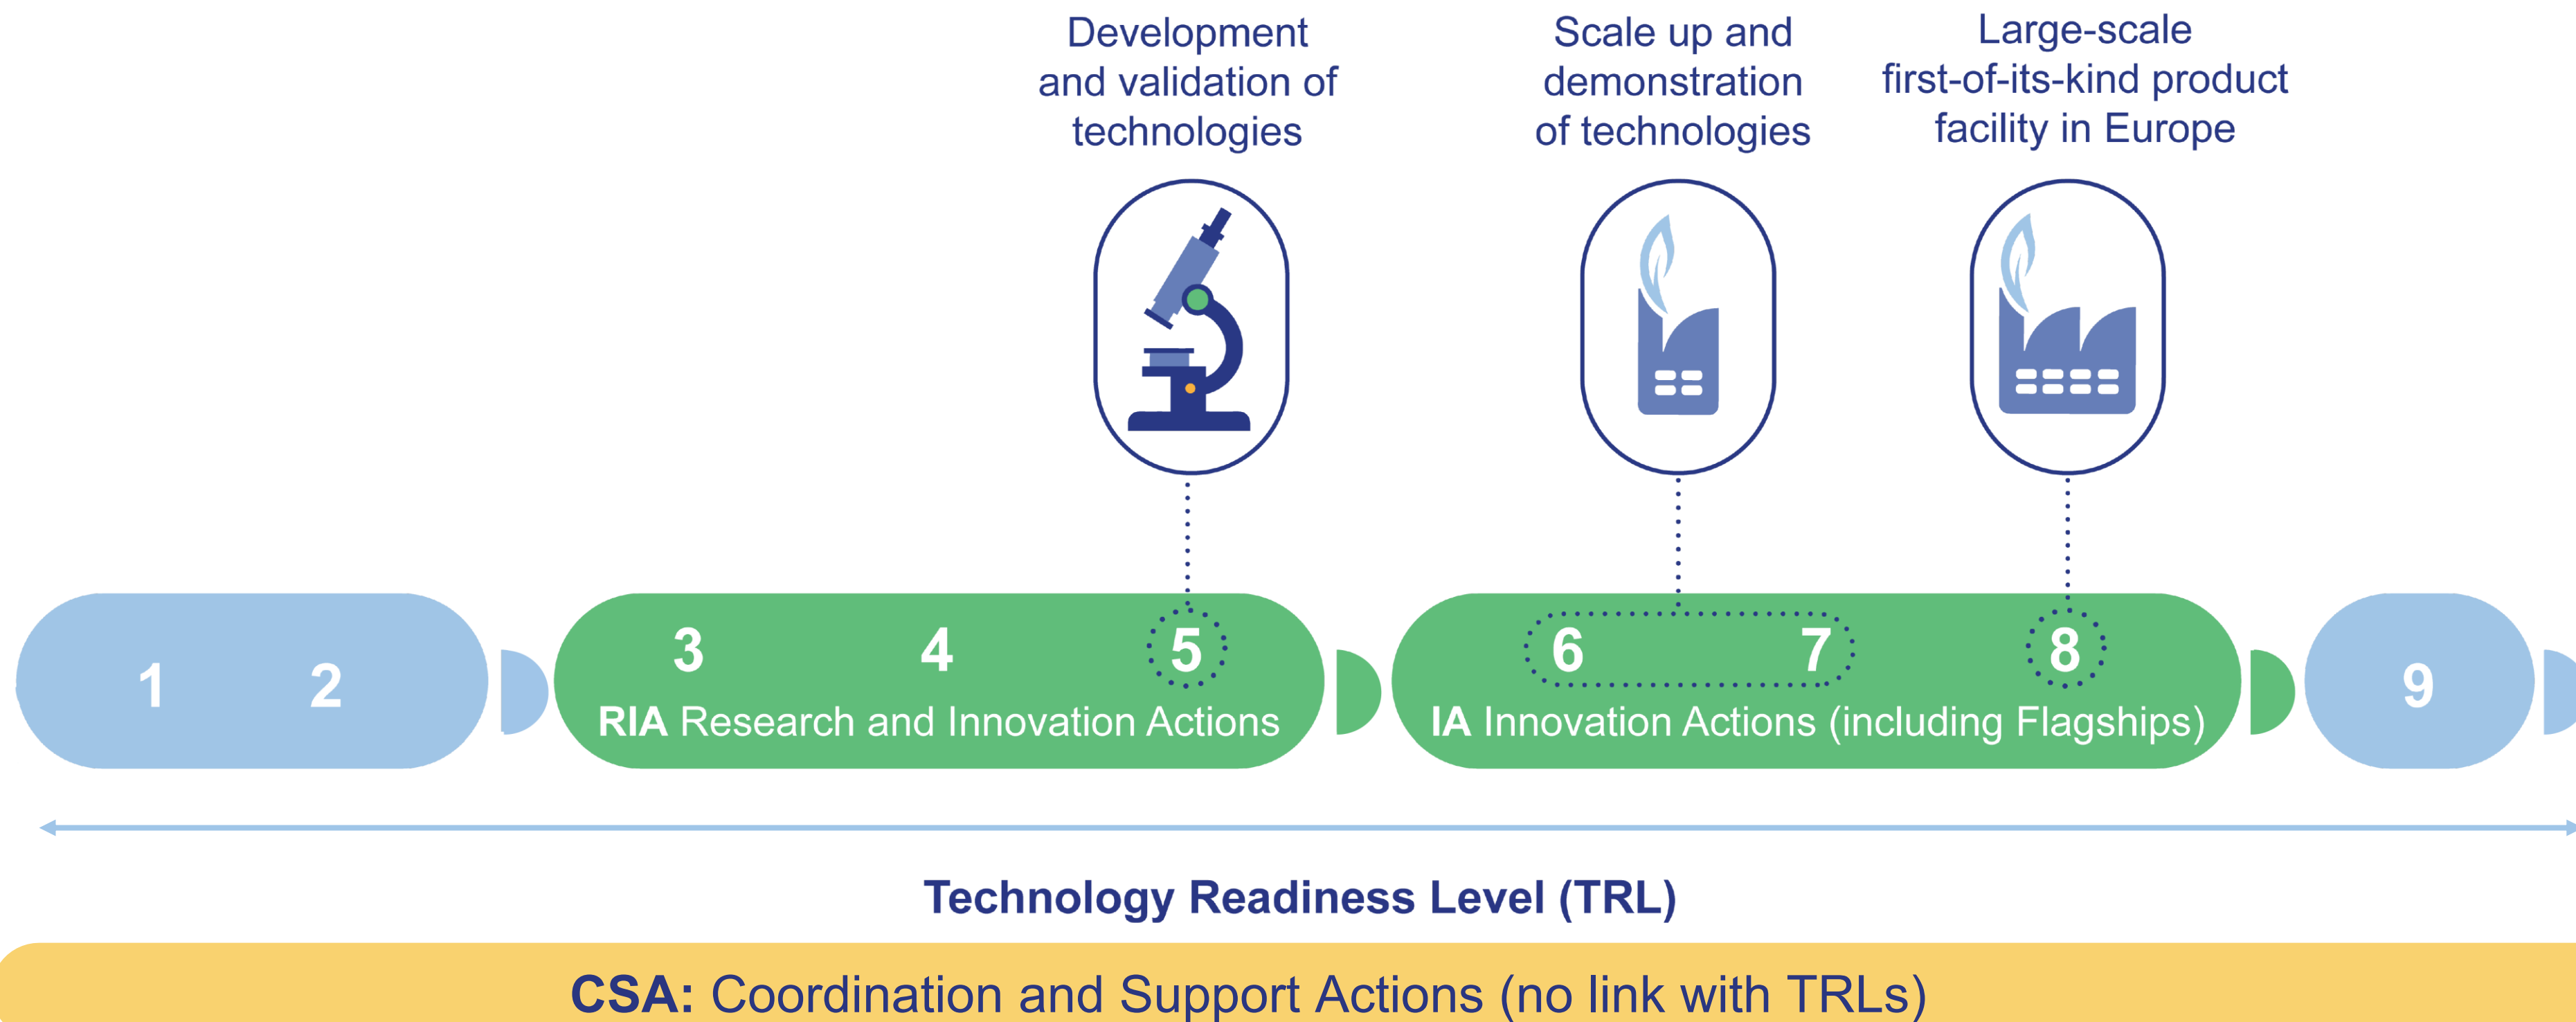 Development
and validation of
technologies
Scale up and
demonstration
of technologies
Large-scale
first-of-its-kind product
facility in Europe
1 2
3 4 5
RIA Research and Innovation Actions
6 7 8
IA Innovation Actions (including Flagships)
9
Technology Readiness Level (TRL)
CSA: Coordination and Support Actions (no link with TRLs)